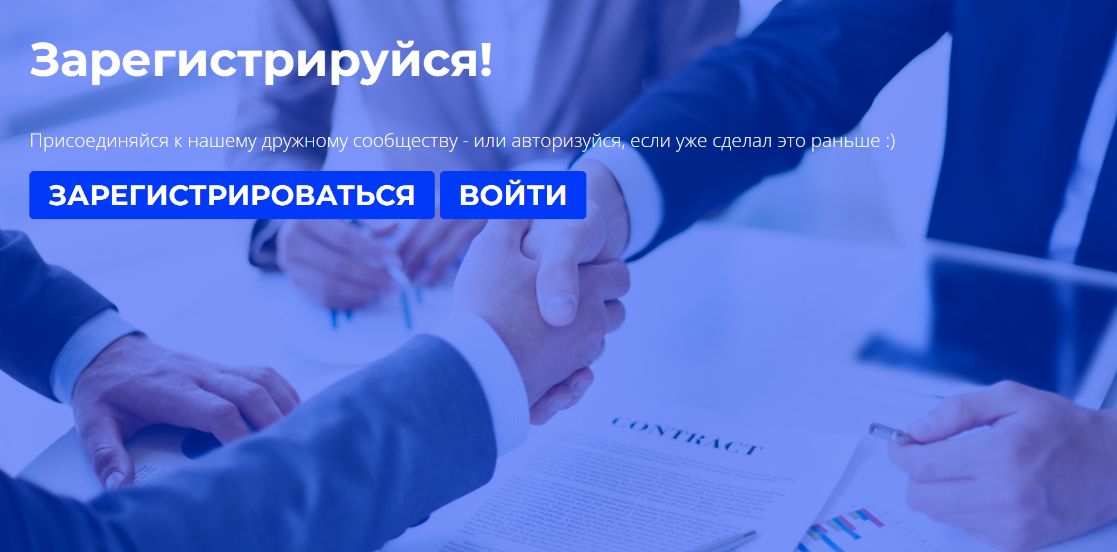 Зарегистрируйся!
Присоединяйся к нашему дружному сообществу - или авторизуйся, если уже сделал это раньше :)
ЗАРЕГИСТРИРОВАТЬСЯ ВОЙТИ
CONTRACT